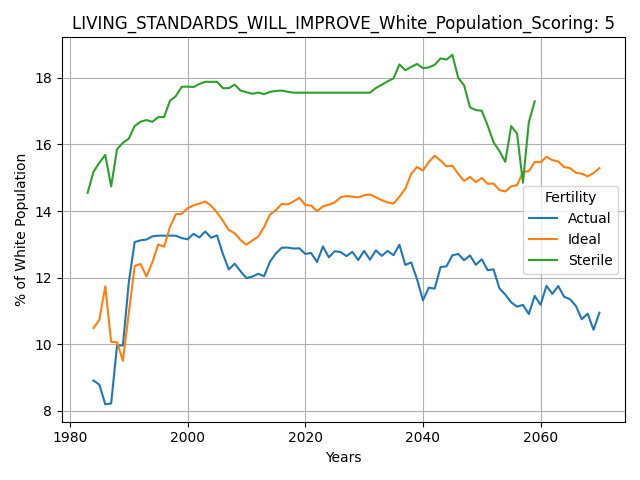 LIVING_STANDARDS_WILL_IMPROVE_White_Population_Scoring: 5
% of White Population
18
16
14
12
10
8
Fertility
Actual
Ideal
Sterile
1980
2000
2020
2040
2060
Years